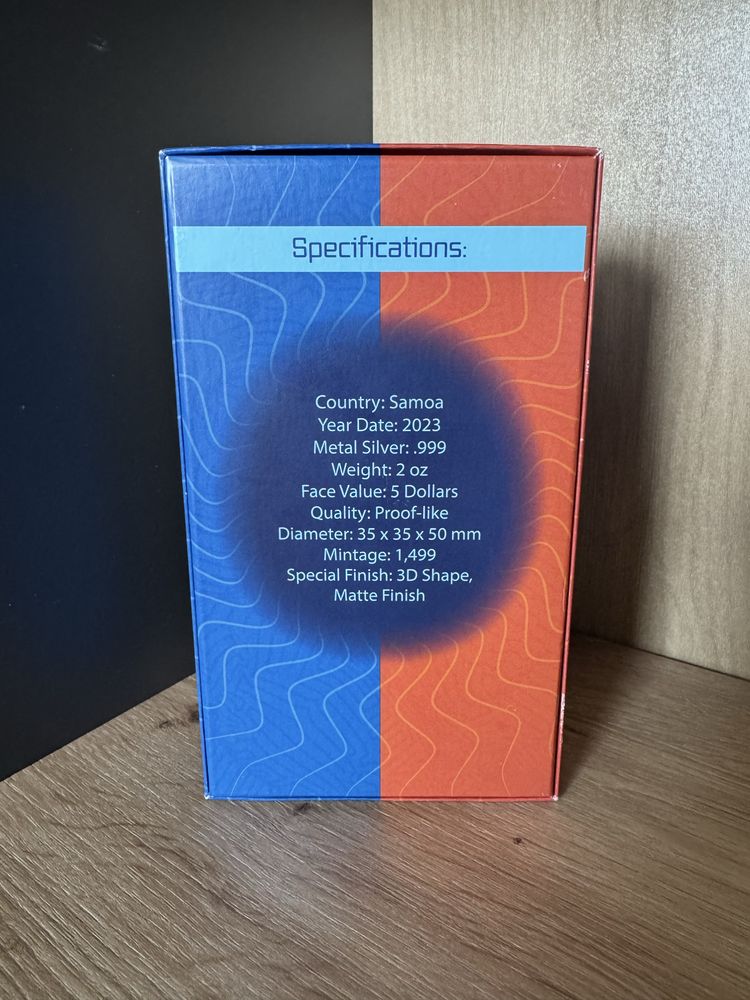 Specifications:
Country: Samoa
Year Date: 2023
Metal Silver: .999
Weight: 2 oz
Face Value: 5 Dollars
Quality: Proof-like
Diameter: 35 x 35 x 50 mm
Mintage: 1,499
Special Finish: 3D Shape,
Matte Finish